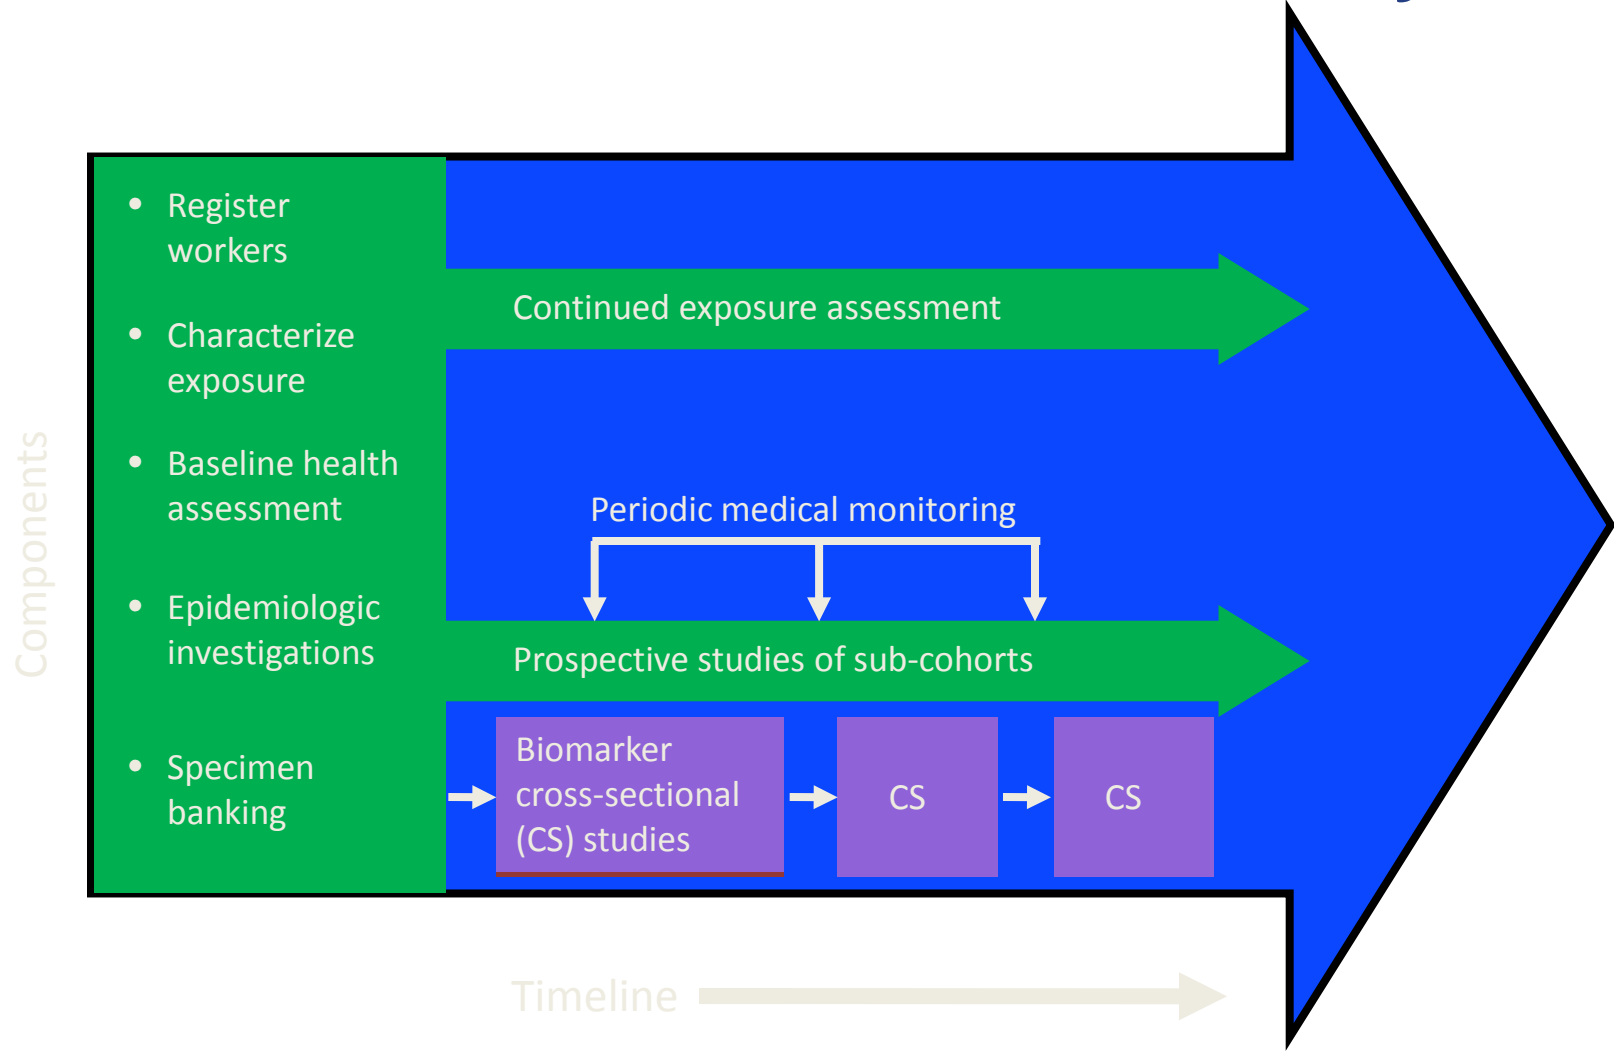 • Register
workers
• Characterize
exposure
• Baseline health
assessment
• Epidemiologic
investigations
• Specimen
banking
Components
Continued exposure assessment
Periodic medical monitoring
Prospective studies of sub-cohorts
Biomarker
cross-sectional
(CS) studies
CS
CS
Timeline